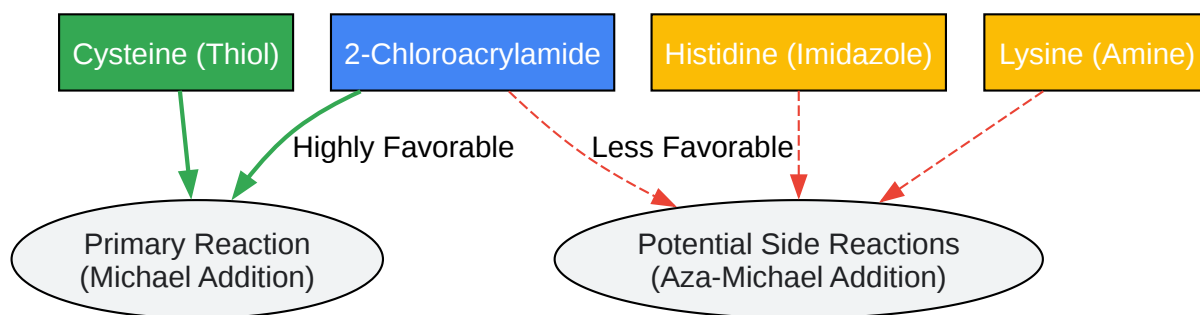 Cysteine (Thiol)
2-Chloroacrylamide
Histidine (Imidazole)
Lysine (Amine)
Highly Favorable
Less Favorable
Primary Reaction
(Michael Addition)
Potential Side Reactions
(Aza-Michael Addition)